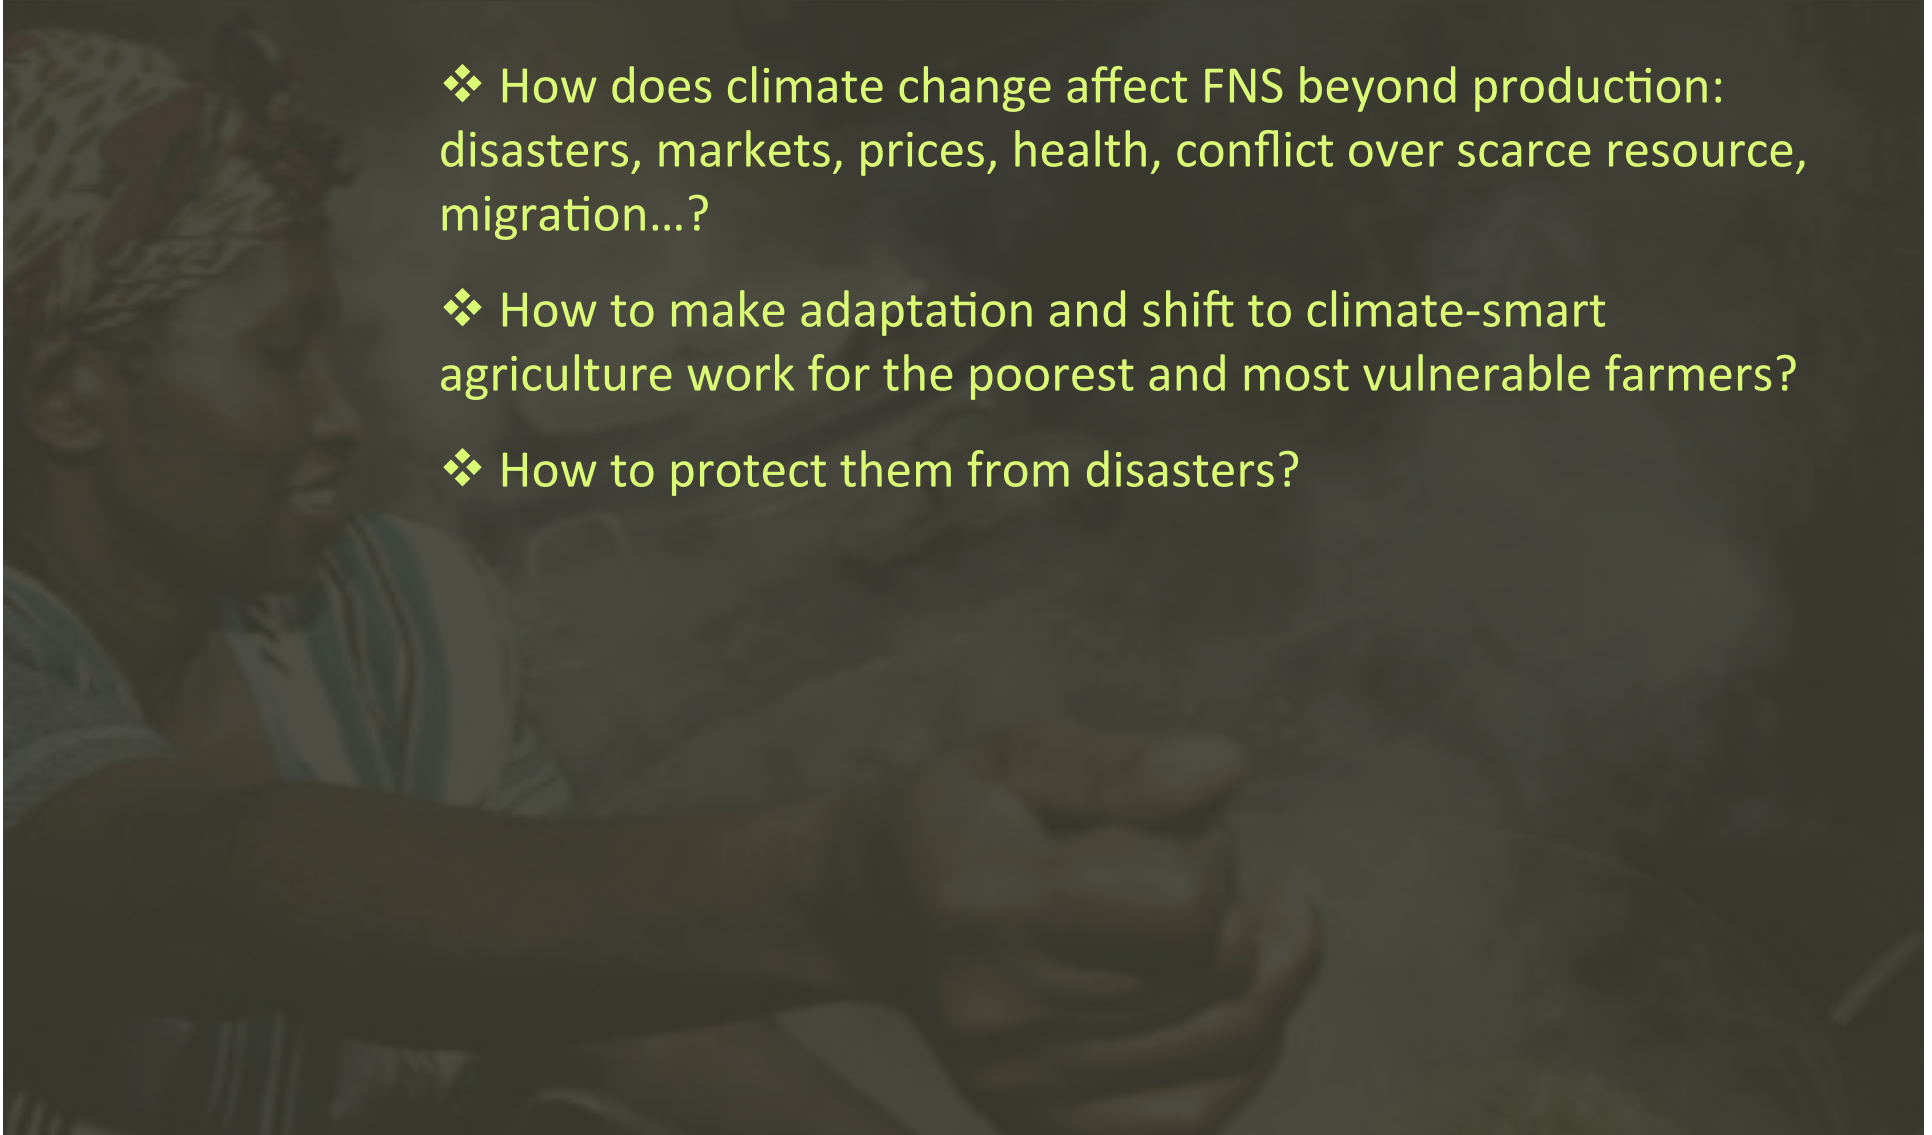 ❖ How does climate change affect FNS beyond production:
disasters, markets, prices, health, conflict over scarce resource,
migration...?
❖ How to make adaptation and shift to climate-smart
agriculture work for the poorest and most vulnerable farmers?
❖ How to protect them from disasters?